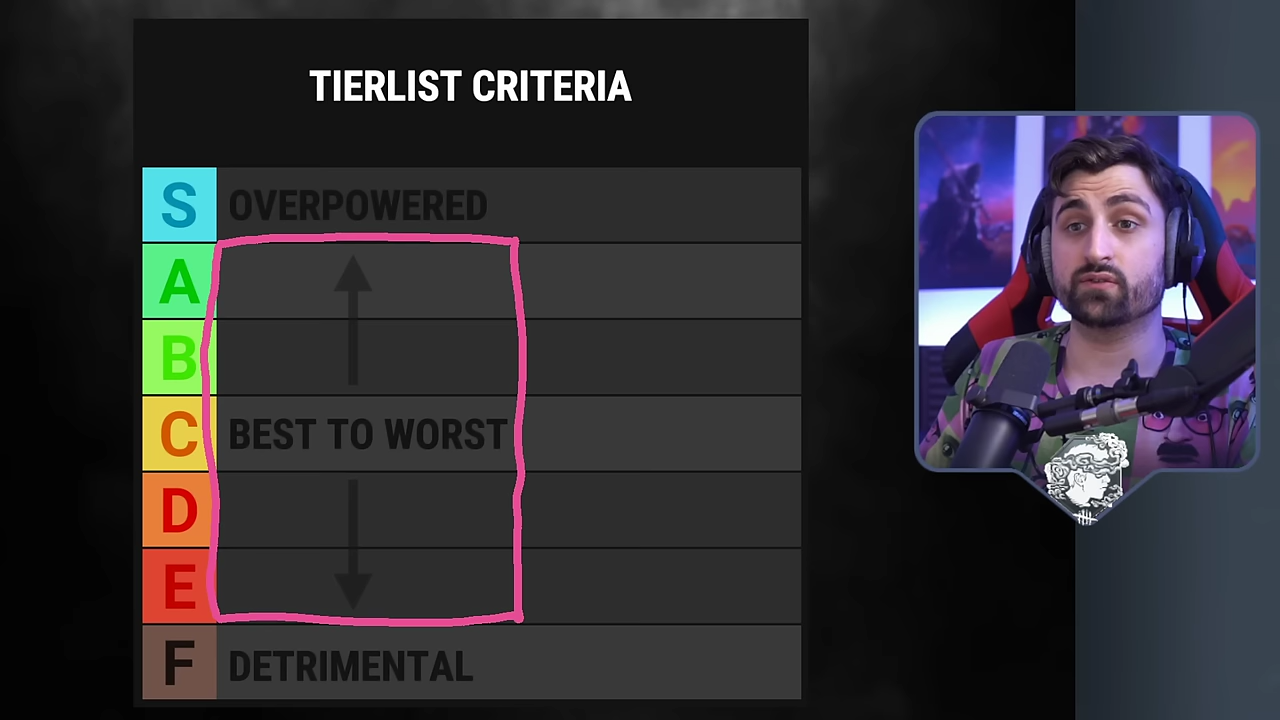 TIERLIST CRITERIA
S OVERPOWERED
A
B
C BEST TO WORST
D
E
F DETRIMENTAL